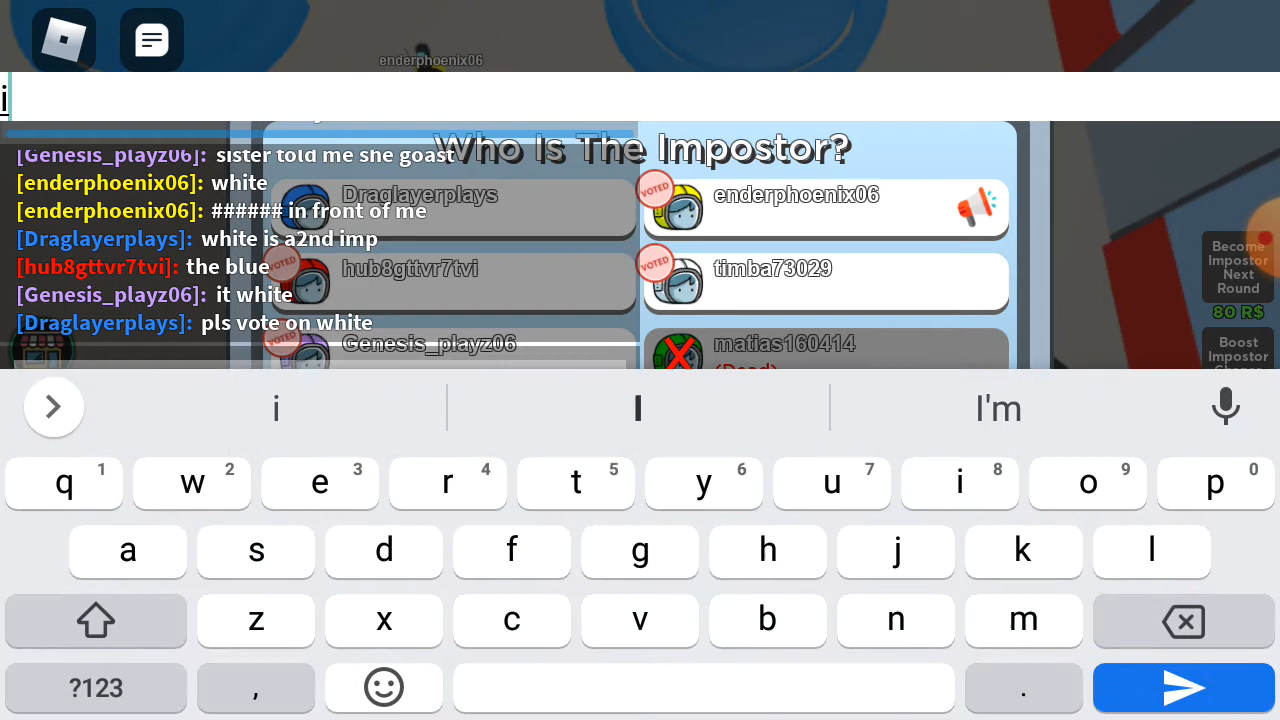 enderphoenix06
i
Who Is The Impostor?
[Genesis_playz06]: sister told me she goast
[enderphoenix06]: white
[enderphoenix06]: ###### in front of me
[Draglayerplays]: white is a2nd imp
[hub8gttvr7tvi]: the blue
[Genesis_playz06]: it white
[Draglayerplays]: pls vote on white
Draglayerplays
VOTED
hub8gttvr7tvi
VOTED
Genesis_playz06
VOTED
enderphoenix06
VOTED
timba73029
matias160414
(Dead)
Become
Impostor
Next
Round
80 R$
Boost
Impostor
Chance
i
I
I'm
q 1 w 2 e 3 r 4 t 5 y 6 u 7 i 8 o 9 p 0
a s d f g h j k l
z x c v b n m
?123 , .